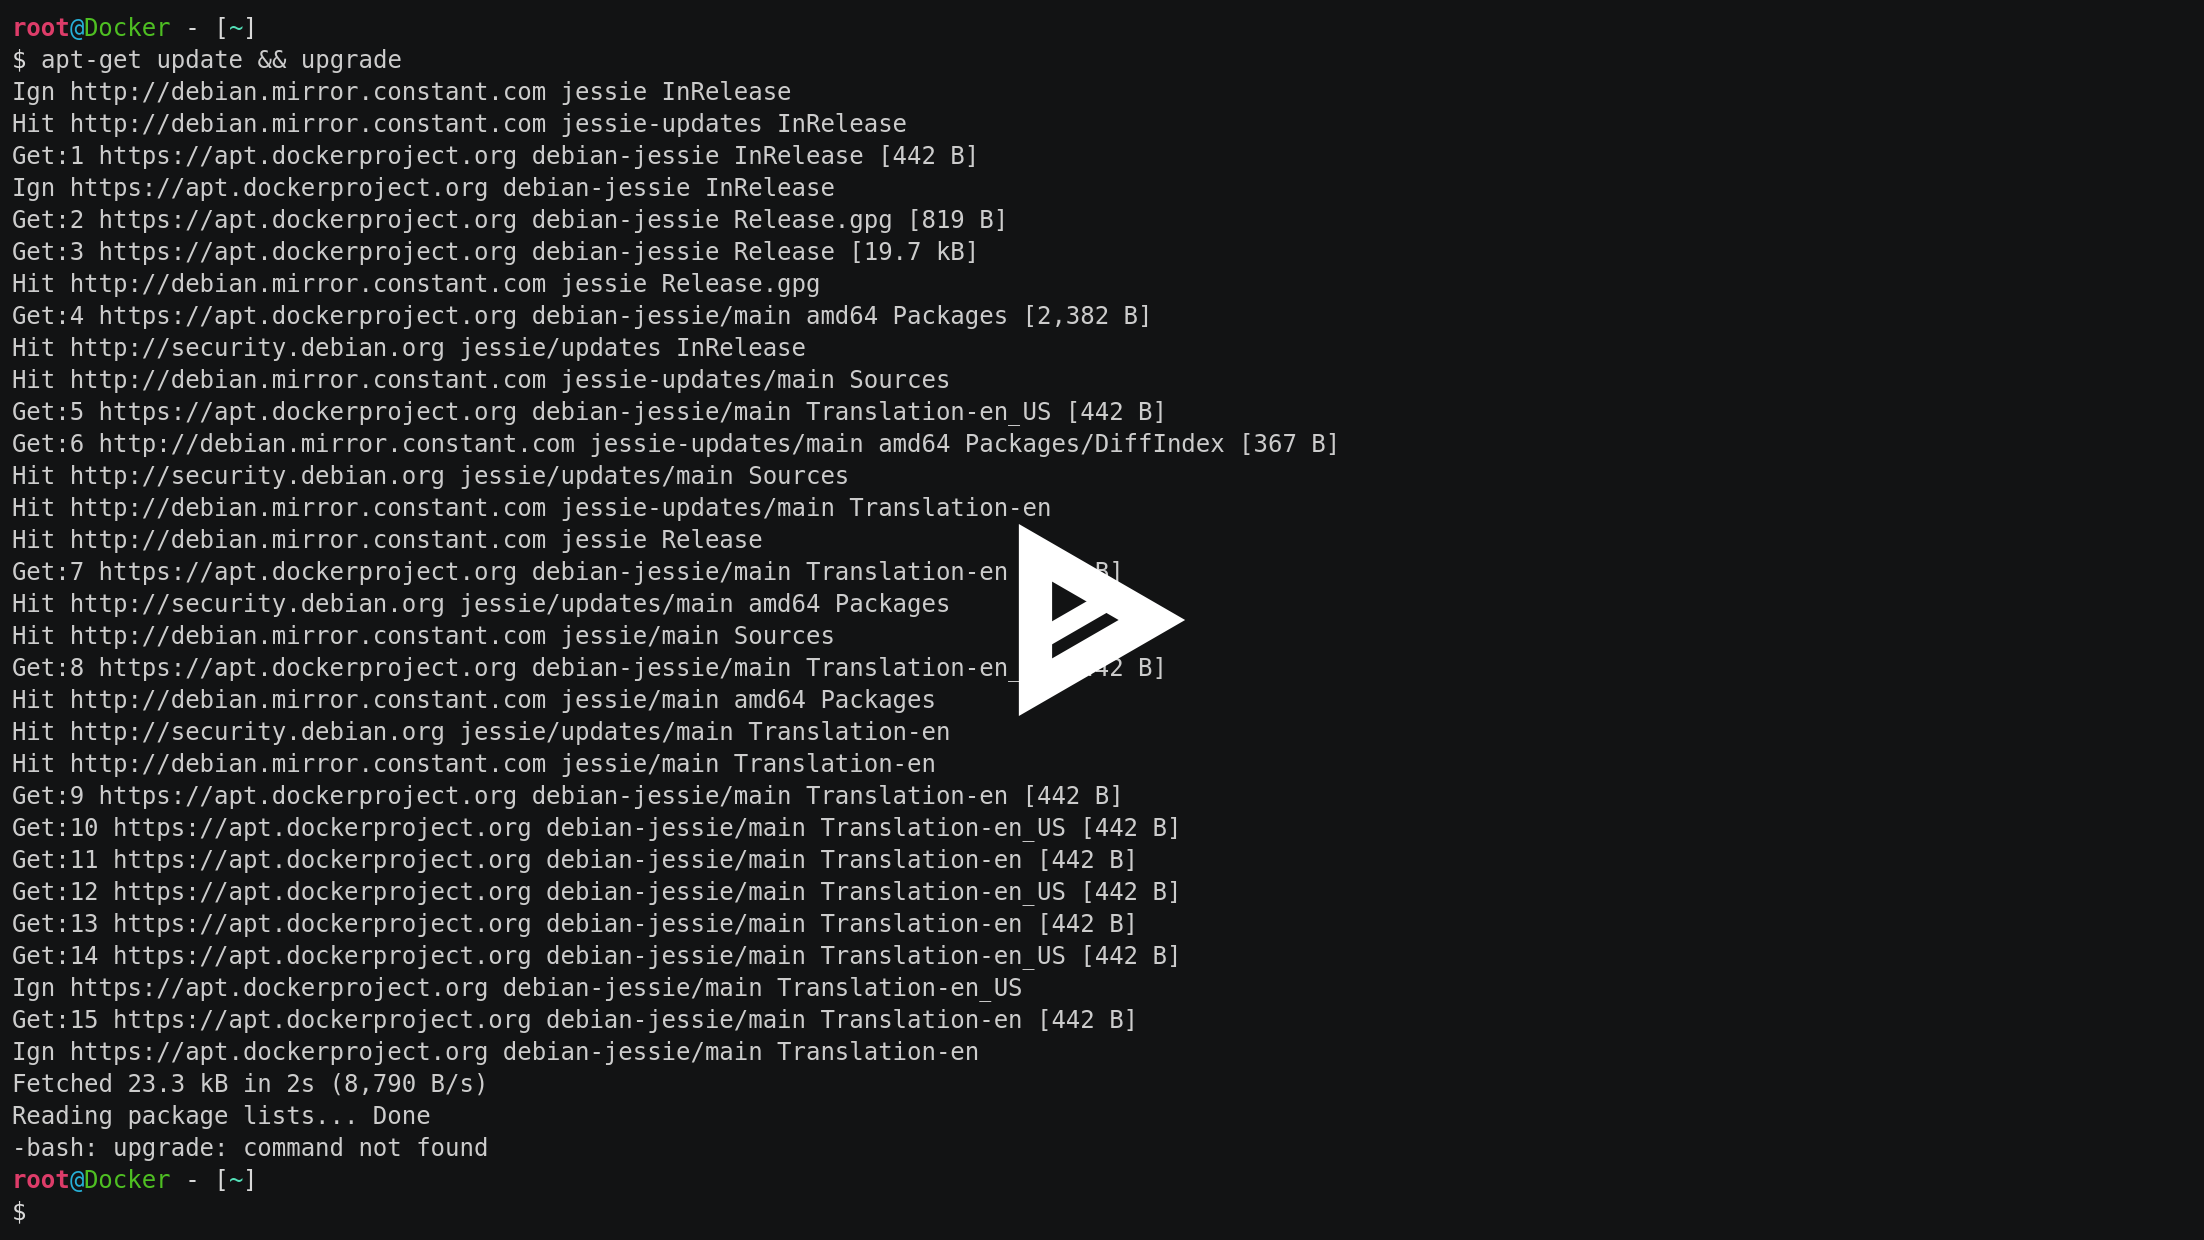 root@Docker - [~]
$ apt-get update && upgrade
Ign http://debian.mirror.constant.com jessie InRelease
Hit http://debian.mirror.constant.com jessie-updates InRelease
Get:1 https://apt.dockerproject.org debian-jessie InRelease [442 B]
Ign https://apt.dockerproject.org debian-jessie InRelease
Get:2 https://apt.dockerproject.org debian-jessie Release.gpg [819 B]
Get:3 https://apt.dockerproject.org debian-jessie Release [19.7 kB]
Hit http://debian.mirror.constant.com jessie Release.gpg
Get:4 https://apt.dockerproject.org debian-jessie/main amd64 Packages [2,382 B]
Hit http://security.debian.org jessie/updates InRelease
Hit http://debian.mirror.constant.com jessie-updates/main Sources
Get:5 https://apt.dockerproject.org debian-jessie/main Translation-en_US [442 B]
Get:6 http://debian.mirror.constant.com jessie-updates/main amd64 Packages/DiffIndex [367 B]
Hit http://security.debian.org jessie/updates/main Sources
Hit http://debian.mirror.constant.com jessie-updates/main Translation-en
Hit http://debian.mirror.constant.com jessie Release
Get:7 https://apt.dockerproject.org debian-jessie/main Translation-en B]
Hit http://security.debian.org jessie/updates/main amd64 Packages
Hit http://debian.mirror.constant.com jessie/main Sources
Get:8 https://apt.dockerproject.org debian-jessie/main Translation-en_ 42 B]
Hit http://debian.mirror.constant.com jessie/main amd64 Packages
Hit http://security.debian.org jessie/updates/main Translation-en
Hit http://debian.mirror.constant.com jessie/main Translation-en
Get:9 https://apt.dockerproject.org debian-jessie/main Translation-en [442 B]
Get:10 https://apt.dockerproject.org debian-jessie/main Translation-en_US [442 B]
Get:11 https://apt.dockerproject.org debian-jessie/main Translation-en [442 B]
Get:12 https://apt.dockerproject.org debian-jessie/main Translation-en_US [442 B]
Get:13 https://apt.dockerproject.org debian-jessie/main Translation-en [442 B]
Get:14 https://apt.dockerproject.org debian-jessie/main Translation-en_US [442 B]
Ign https://apt.dockerproject.org debian-jessie/main Translation-en_US
Get:15 https://apt.dockerproject.org debian-jessie/main Translation-en [442 B]
Ign https://apt.dockerproject.org debian-jessie/main Translation-en
Fetched 23.3 kB in 2s (8,790 B/s)
Reading package lists... Done
-bash: upgrade: command not found
root@Docker - [~]
$